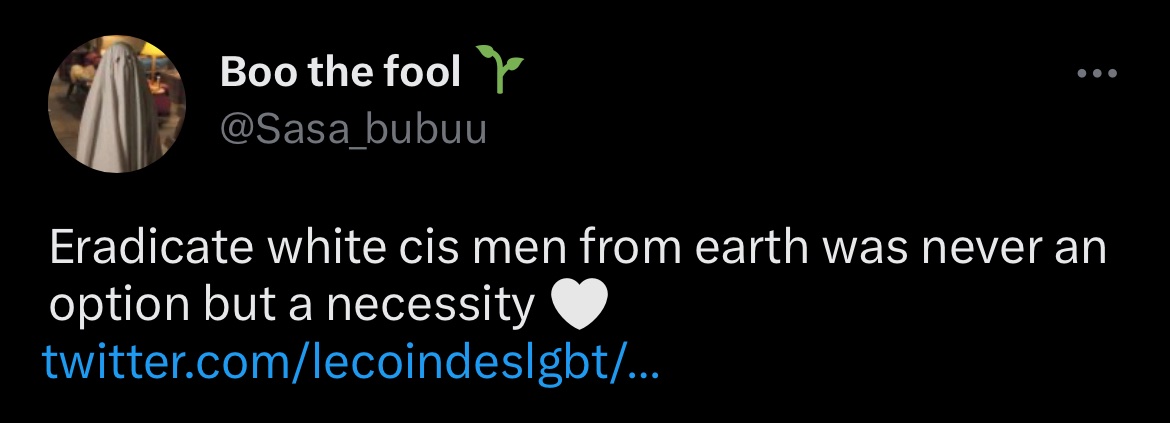 Boo the fool 🌱
@Sasa_bubuu
Eradicate white cis men from earth was never an
option but a necessity 🤍
twitter.com/lecoindeslgbt/...